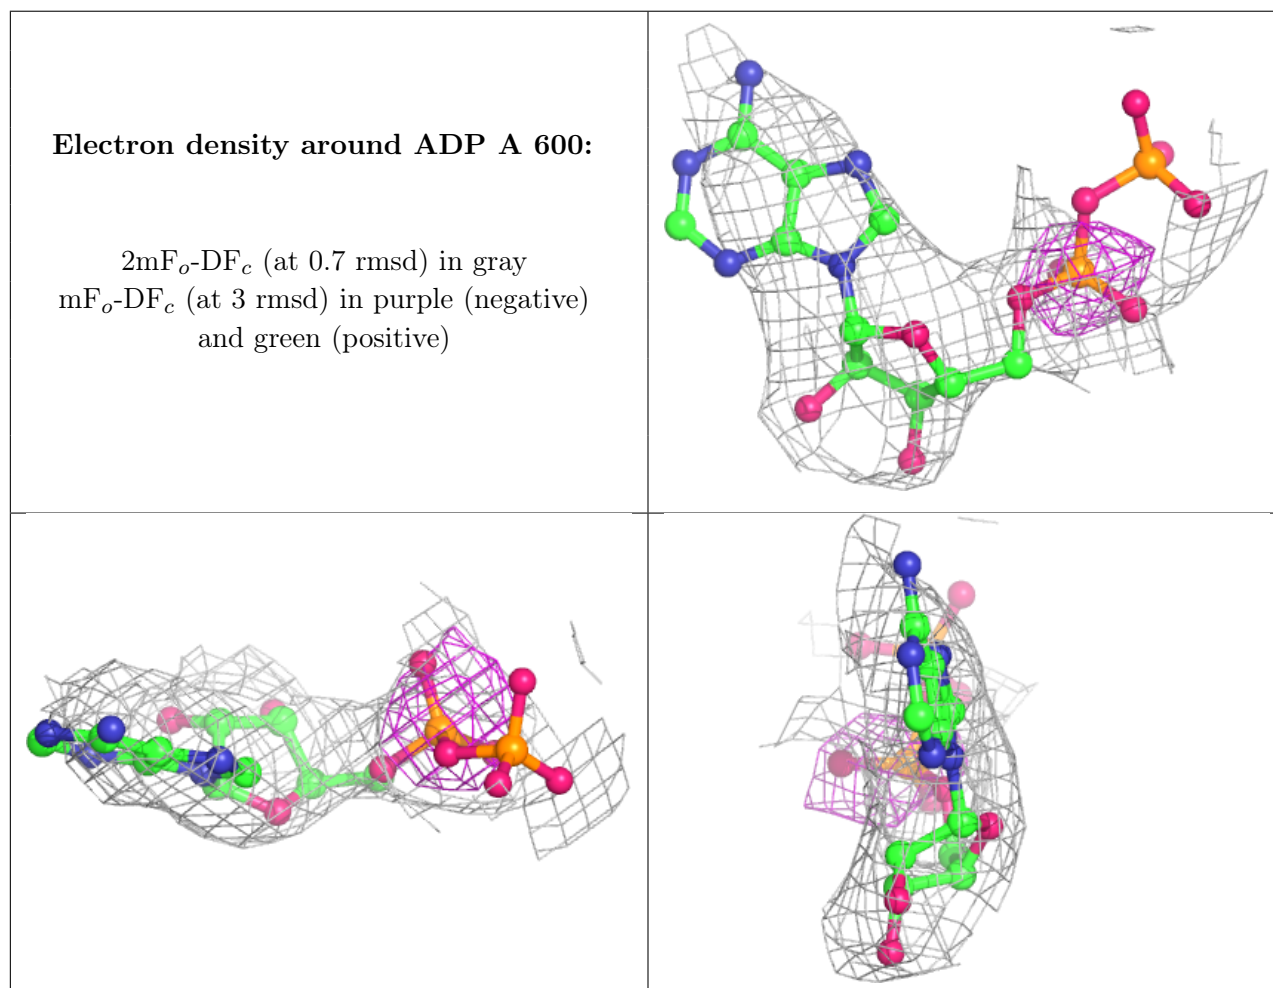 Electron density around ADP A 600:
2mFo-DFc (at 0.7 rmsd) in gray
mFo-DFc (at 3 rmsd) in purple (negative)
and green (positive)